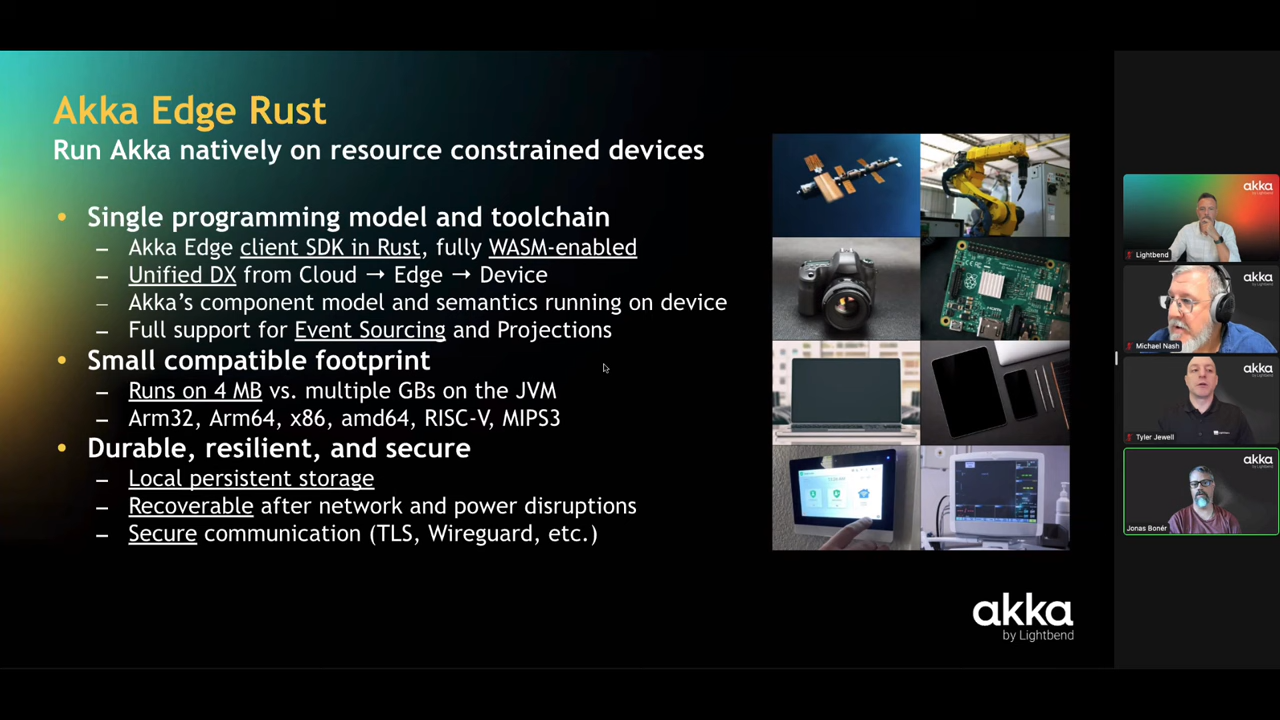 Akka Edge Rust
Run Akka natively on resource constrained devices
• Single programming model and toolchain
– Akka Edge client SDK in Rust, fully WASM-enabled
– Unified DX from Cloud → Edge → Device
– Akka’s component model and semantics running on device
– Full support for Event Sourcing and Projections
• Small compatible footprint
– Runs on 4 MB vs. multiple GBs on the JVM
– Arm32, Arm64, x86, amd64, RISC-V, MIPS3
• Durable, resilient, and secure
– Local persistent storage
– Recoverable after network and power disruptions
– Secure communication (TLS, Wireguard, etc.)
akka
by Lightbend
akka
Lightbend
akka
Michael Nash
akka
Tyler Jewell
akka
Jonas Bonér